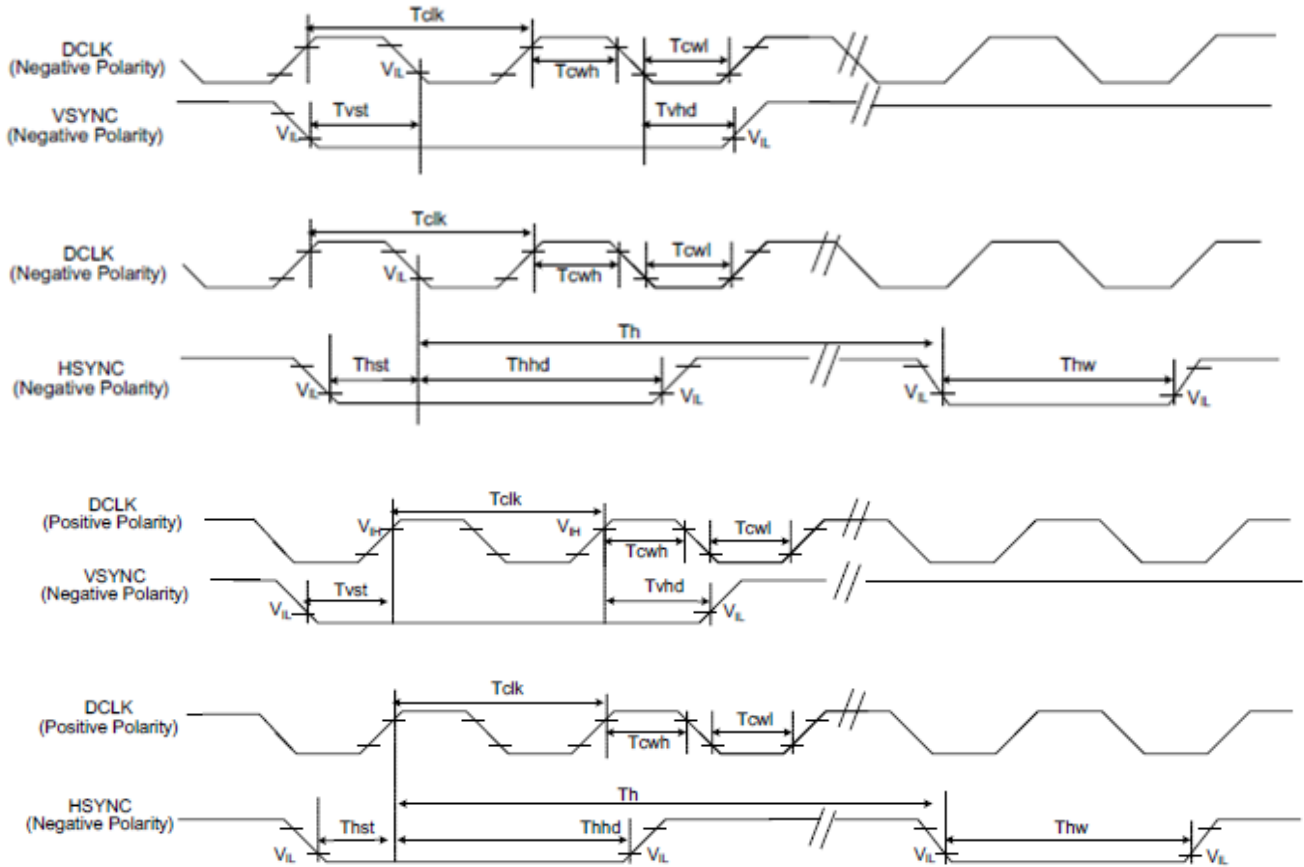 Tclk
DCLK
(Negative Polarity)
VIL
Tcwh
Tcwl
VSYNC
(Negative Polarity)
VIL
Tvst
Tvhd
VIL
Tclk
DCLK
(Negative Polarity)
VIL
Tcwh
Tcwl
Th
HSYNC
(Negative Polarity)
VIL
Thst
Thhd
VIL
VIL
Thw
VIL
DCLK
(Positive Polarity)
VIH
Tclk
VIH
Tcwh
Tcwl
VSYNC
(Negative Polarity)
VIL
Tvst
Tvhd
VIL
DCLK
(Positive Polarity)
Tclk
Tcwh
Tcwl
Th
HSYNC
(Negative Polarity)
VIL
Thst
Thhd
VIL
VIL
Thw
VIL